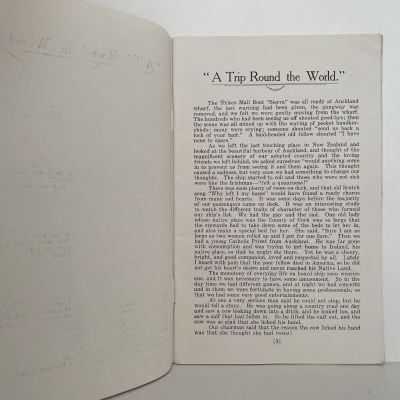 "A Trip Round the World."
The 'Frisco Mail Boat "Sierra" was all ready at Auckland
wharf, the last warning had been given, the gangway was
removed, and we felt we were gently moving from the wharf.
The hundreds who had been seeing us off shouted good-bye; then
the scene was all mixed up with the waving of pocket handker-
chiefs; many were crying; someone shouted "send us back a
lock of your hair." A bald-headed old fellow shouted "I have
none to spare."
As we left the last touching place in New Zealand and
looked at the beautiful harbor of Auckland, and thought of the
magnificent scenery of our adopted country and the loving
friends we left behind, we asked ourselves "would anything some
in to prevent us from seeing it and them again. This thought
caused a sadness, but very soon we had something to change our
thoughts. The ship started to roll and those who were not sick
were like the Irishman—"felt a quareness!"
There was soon plenty of room on deck, and that old Scotch
song "Why left I my hame" would have found a ready chorus
from many sad hearts. It was some days before the majority
of our passengers came on deck. It was an interesting study
to watch the different traits of character of those who formed
our ship's list. We had the gay and the sad. One old lady
whose native place was the County of Cork was so large that
the stewards had to take down some of the beds to let her in,
and also make a special bed for her. She said, "Sure I am as
large as two women rolled up and I got for one fare." Then we
had a young Catholic Priest from Auckland. He was far gone
with consumption and was trying to get home to Ireland, his
native place, so that he might die there. Yet he was a cheery,
bright, and good companion, loved and respected by all. Lately
I heard with pain that the poor fellow died in America, so he did
not get his heart's desire and never reached his Native Land.
The monotony of everyday life on board ship soon wearies
one, and it was necessary to have some amusement. So in the
day time we had different games, and at night we had concerts
and in them we were fortunate in having some professionals, so
that we had some very good entertainments.
At one a very serious man said he could not sing, but he
would tell a story. He was going along a country road one day
and saw a cow looking down into a ditch, and he looked too, and
saw a calf that had fallen in. So he lifted the calf out, and the
cow was so glad that she licked his hand.
Our chairman said that the reason the cow licked his hand
was that she thought she had twins!
[3]